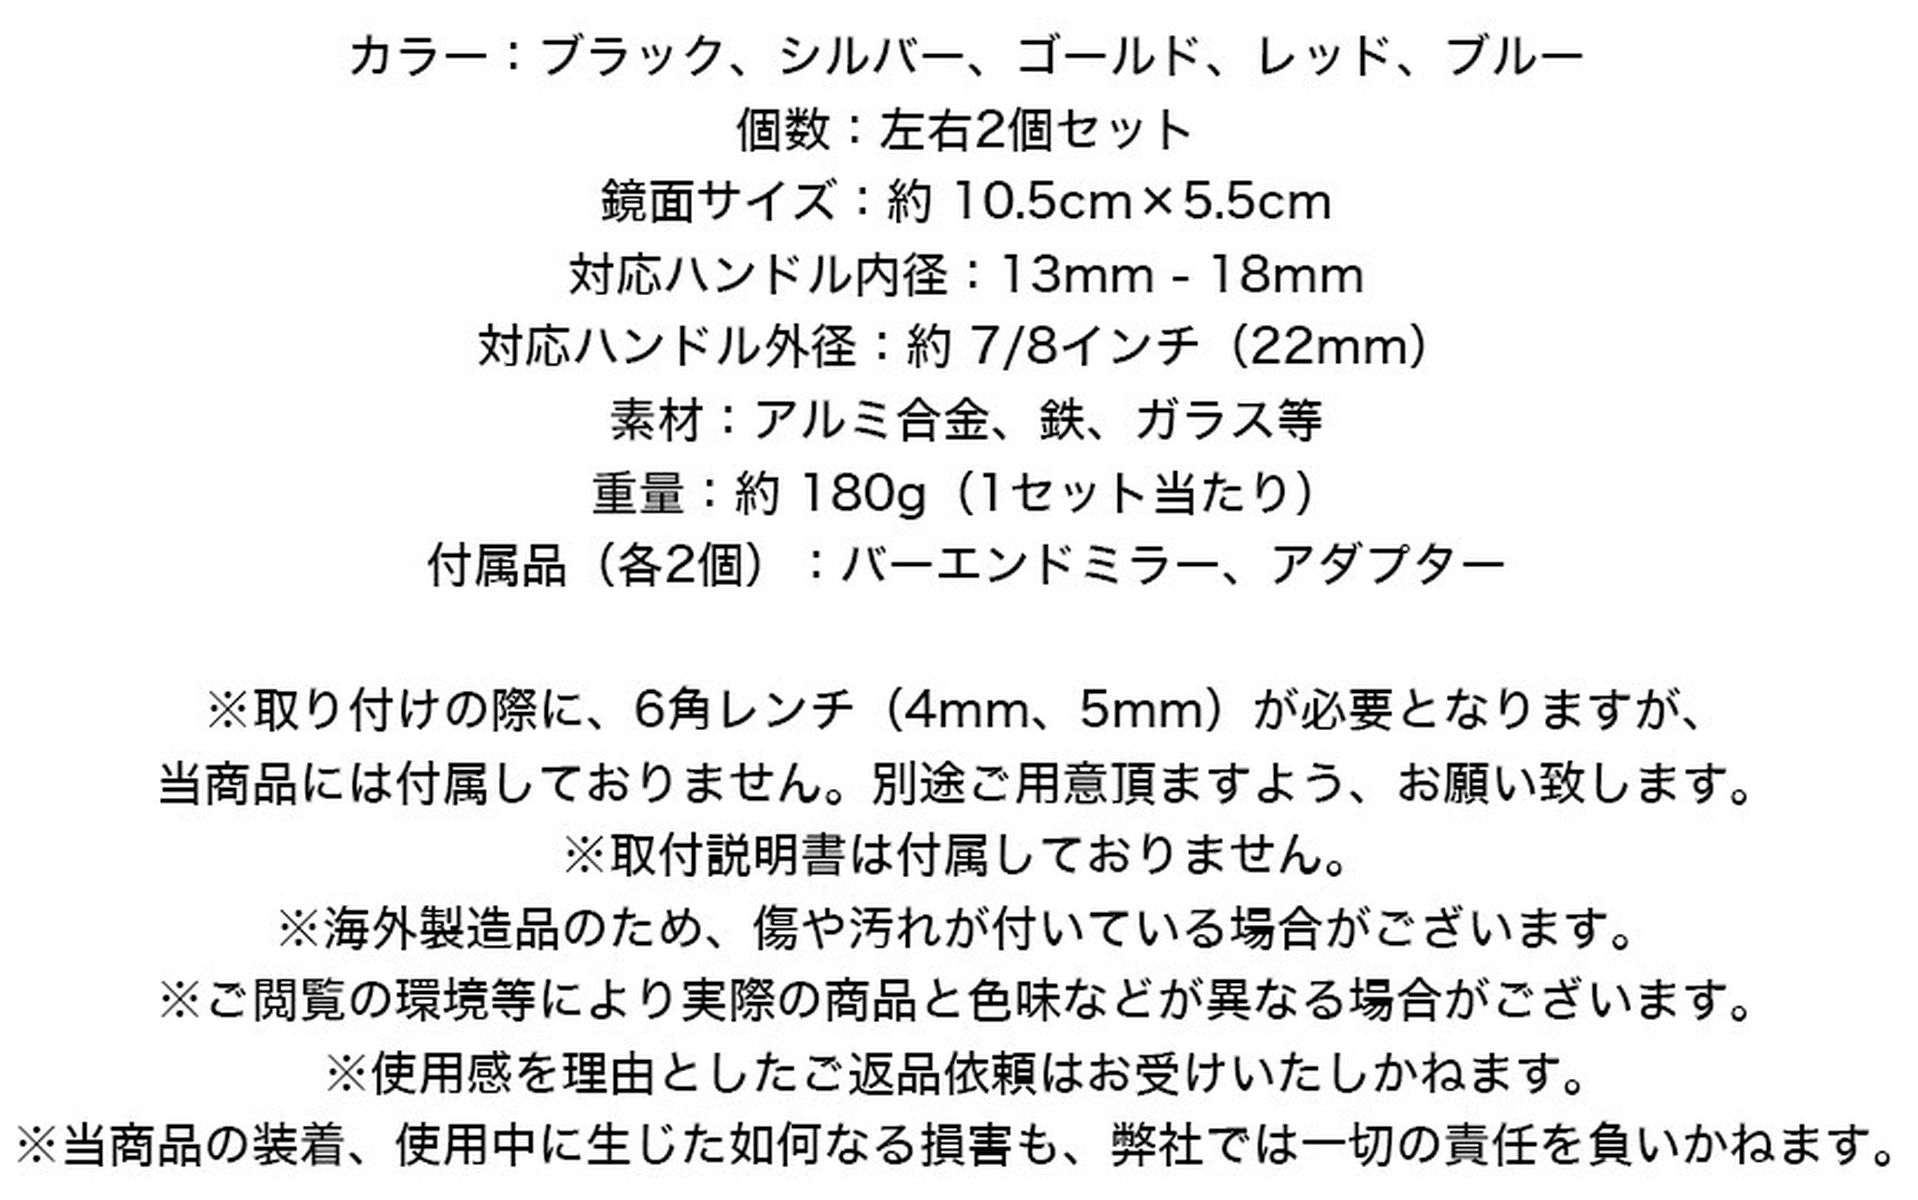 カラー：ブラック、シルバー、ゴールド、レッド、ブルー
個数：左右2個セット
鏡面サイズ：約 10.5cm×5.5cm
対応ハンドル内径：13mm - 18mm
対応ハンドル外径：約 7/8インチ（22mm）
素材：アルミ合金、鉄、ガラス等
重量：約 180g（1セット当たり）
付属品（各2個）：バーエンドミラー、アダプター
※取り付けの際に、6角レンチ（4mm、5mm）が必要となりますが、
当商品には付属しておりません。別途ご用意頂ますよう、お願い致します。
※取付説明書は付属しておりません。
※海外製造品のため、傷や汚れが付いている場合がございます。
※ご閲覧の環境等により実際の商品と色味などが異なる場合がございます。
※使用感を理由としたご返品依頼はお受けいたしかねます。
※当商品の装着、使用中に生じた如何なる損害も、弊社では一切の責任を負いかねます。